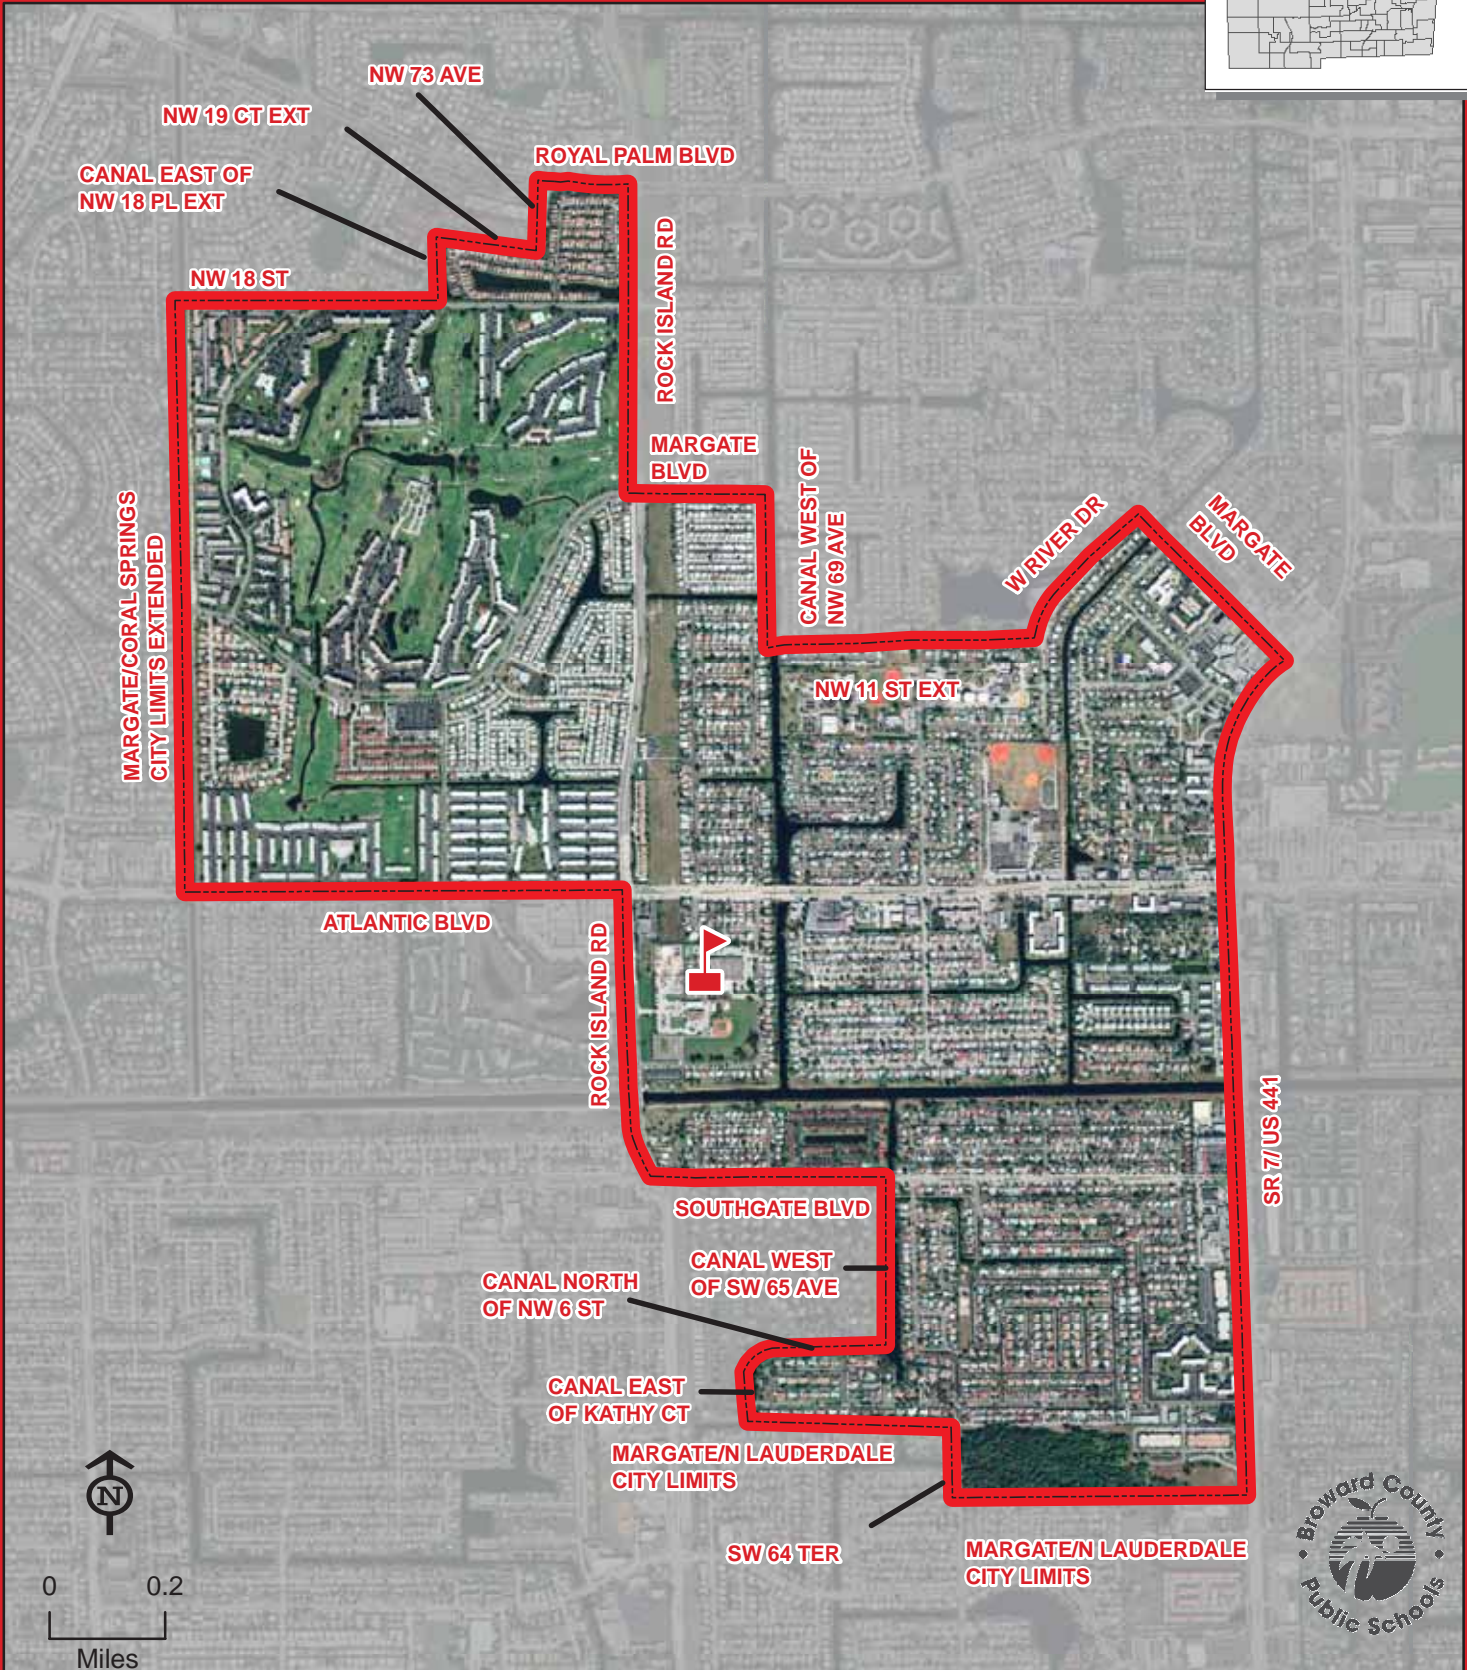 NW 73 AVE
NW 19 CT EXT
ROYAL PALM BLVD
CANAL EAST OF
NW 18 PL EXT
NW 18 ST
ROCK ISLAND RD
MARGATE
BLVD
CANAL WEST OF
NW 69 AVE
W RIVER DR
MARGATE
BLVD
MARGATE/CORAL SPRINGS
CITY LIMITS EXTENDED
NW 11 ST EXT
ATLANTIC BLVD
ROCK ISLAND RD
SR 7/ US 441
SOUTHGATE BLVD
CANAL WEST
OF SW 65 AVE
CANAL NORTH
OF NW 6 ST
CANAL EAST
OF KATHY CT
MARGATE/N LAUDERDALE
CITY LIMITS
N
SW 64 TER
MARGATE/N LAUDERDALE
CITY LIMITS
Broward County
Public Schools
0 0.2
Miles